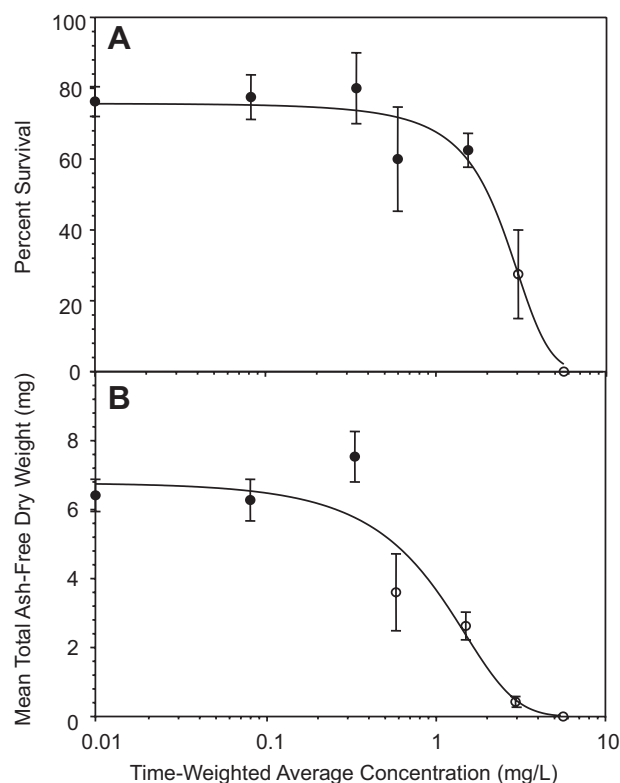 A
100
80
60
40
20
0
Percent Survival
B
8
6
4
2
0
Mean Total Ash-Free Dry Weight (mg)
0.01 0.1 1 10
Time-Weighted Average Concentration (mg/L)